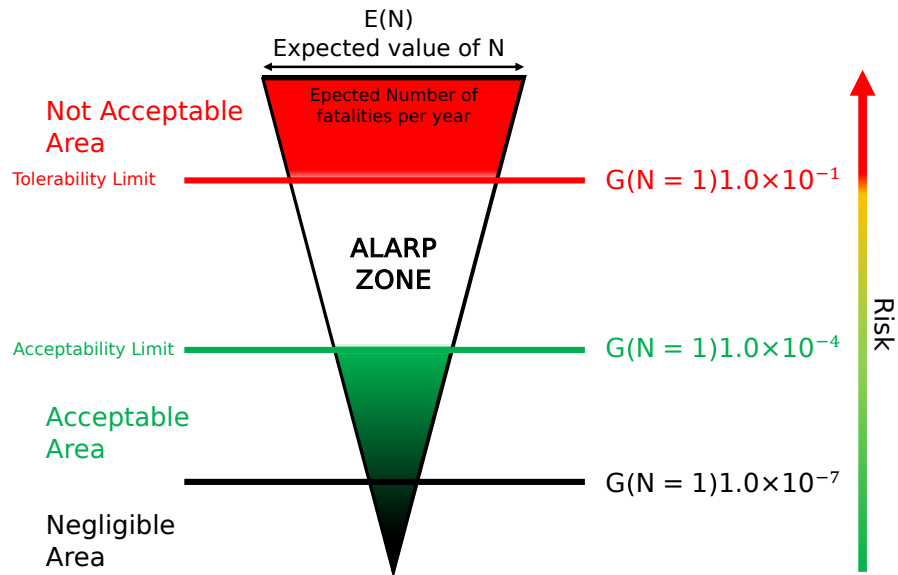 E(N)
Expected value of N
Epected Number of
fatalities per year
Not Acceptable
Area
Tolerability Limit
G(N = 1)1.0×10⁻¹
ALARP
ZONE
Risk
Acceptability Limit
G(N = 1)1.0×10⁻⁴
Acceptable
Area
G(N = 1)1.0×10⁻⁷
Negligible
Area